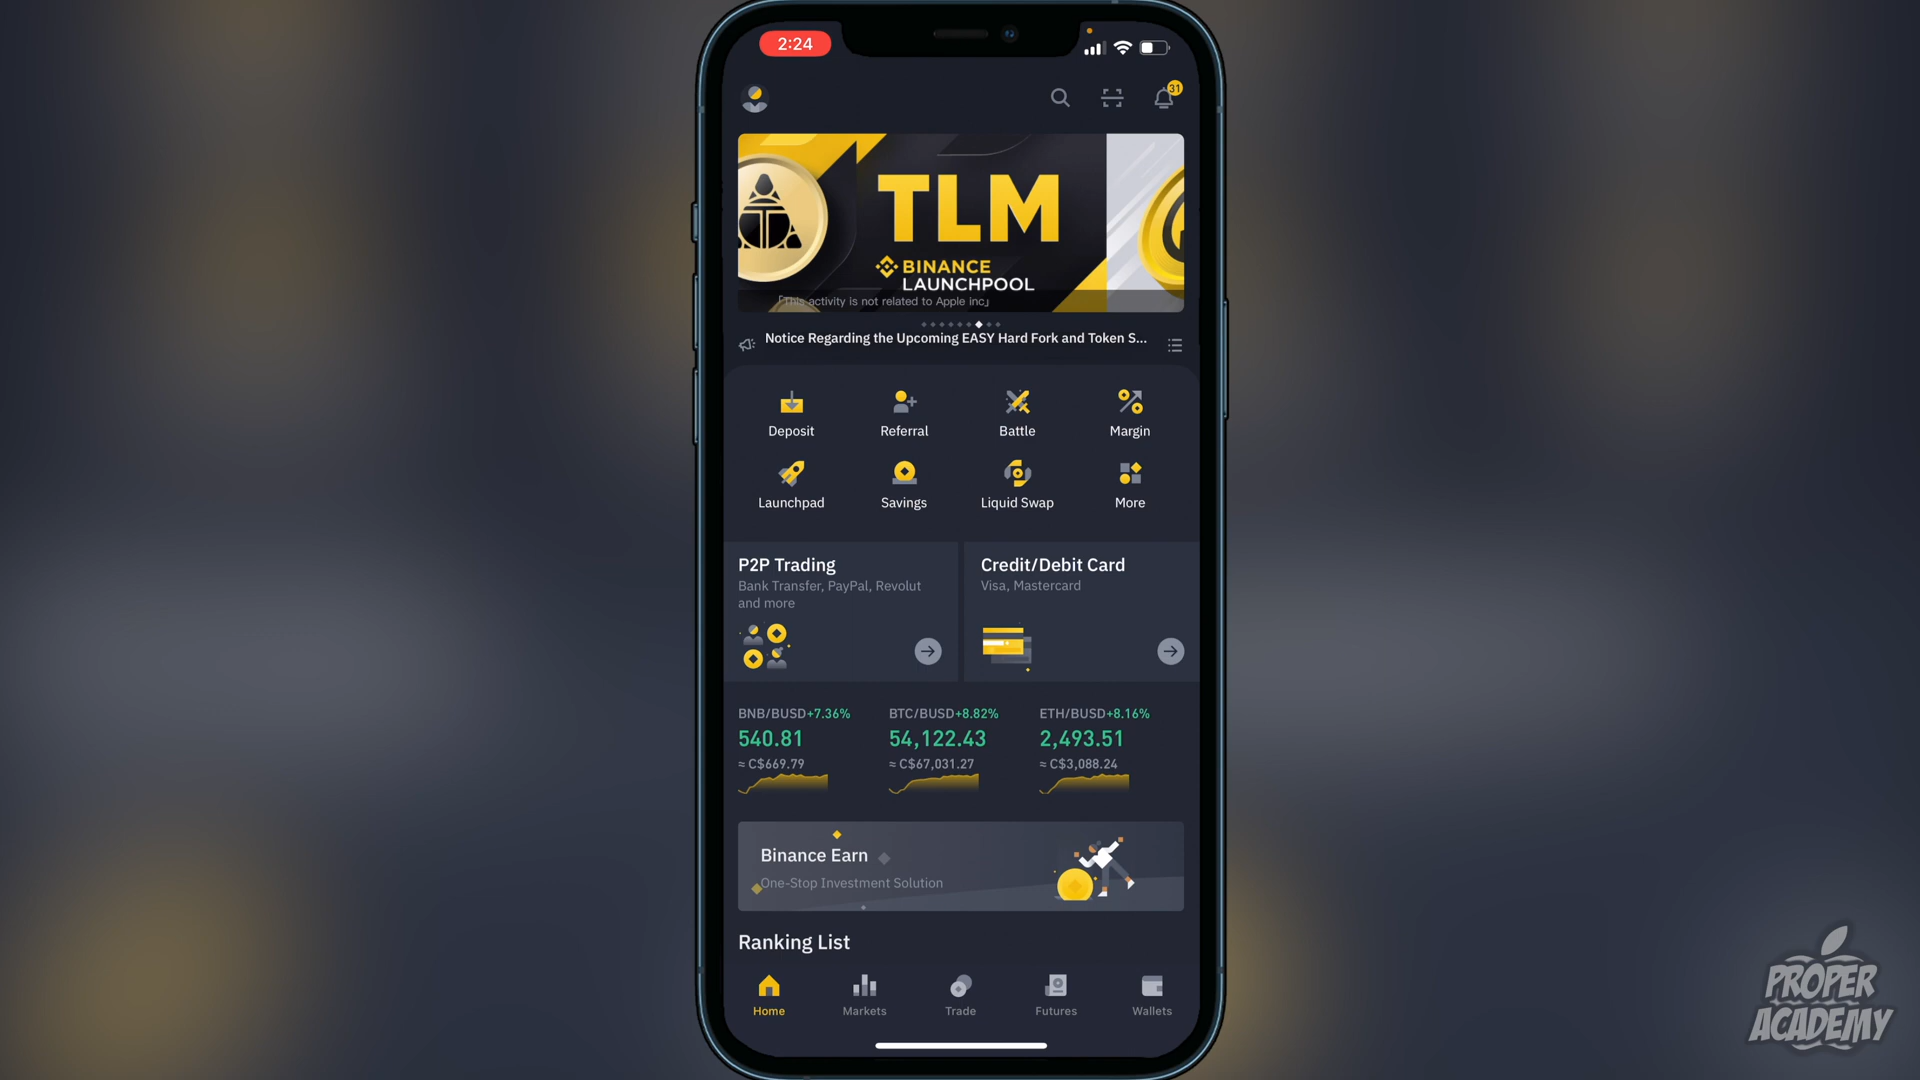 2:24
31
TLM
BINANCE
LAUNCHPOOL
「This activity is not related to Apple inc」
Notice Regarding the Upcoming EASY Hard Fork and Token S...
Deposit Referral Battle Margin
Launchpad Savings Liquid Swap More
P2P Trading
Bank Transfer, PayPal, Revolut
and more
Credit/Debit Card
Visa, Mastercard
BNB/BUSD+7.36% BTC/BUSD+8.82% ETH/BUSD+8.16%
540.81 54,122.43 2,493.51
≈ C$669.79 ≈ C$67,031.27 ≈ C$3,088.24
Binance Earn
One-Stop Investment Solution
Ranking List
Home Markets Trade Futures Wallets
PROPER
ACADEMY